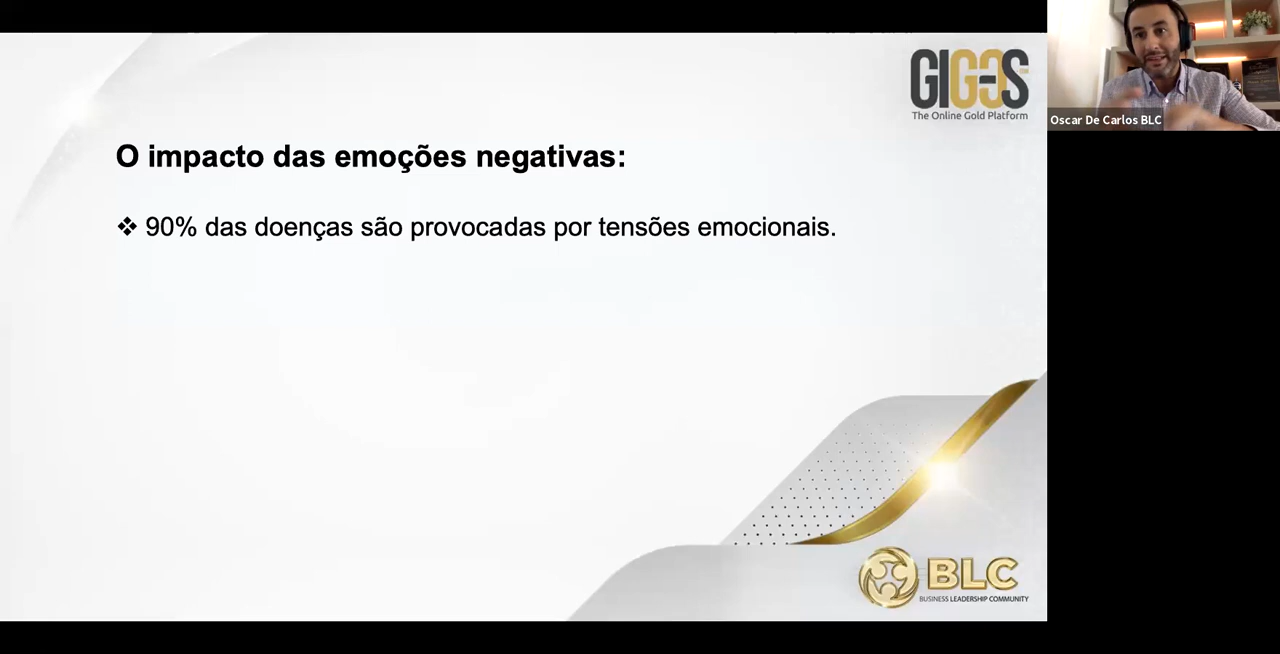 GIGOS
The Online Gold Platform
Oscar De Carlos BLC
O impacto das emoções negativas:
❖ 90% das doenças são provocadas por tensões emocionais.
BLC
BUSINESS LEADERSHIP COMMUNITY